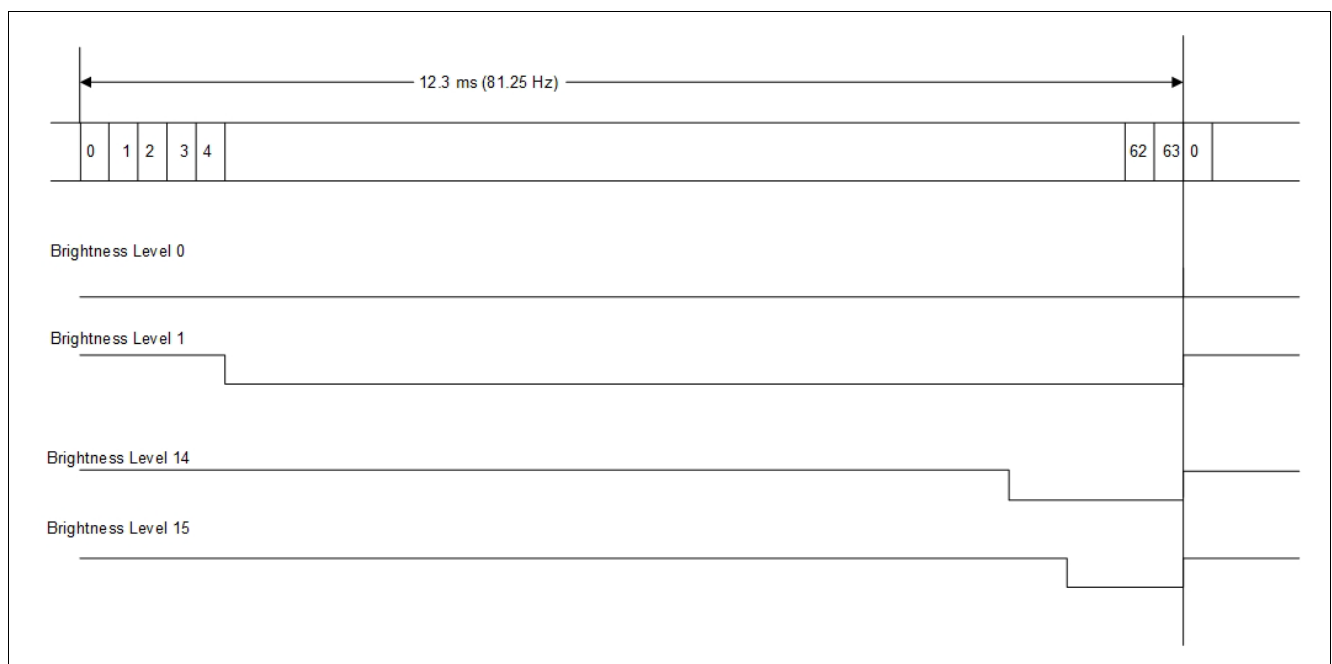 12.3 ms (81.25 Hz)
0 1 2 3 4 62 63 0
Brightness Level 0
Brightness Level 1
Brightness Level 14
Brightness Level 15